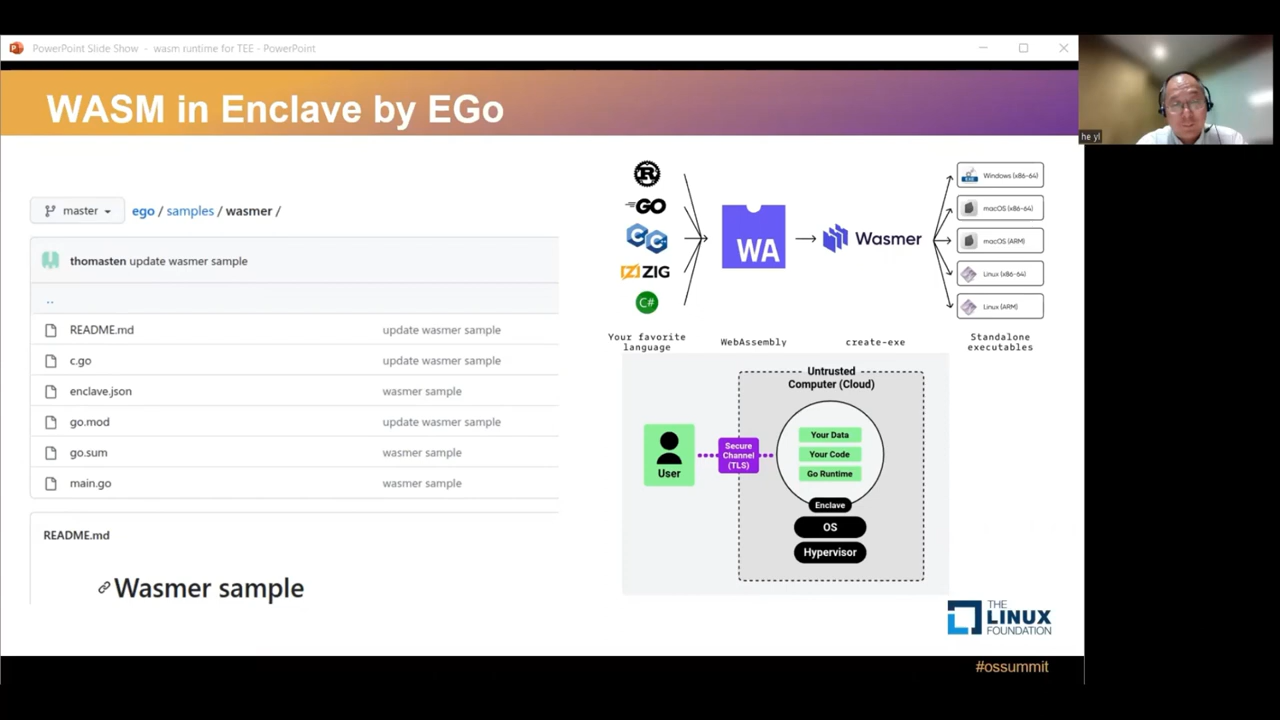 PowerPoint Slide Show - wasm runtime for TEE - PowerPoint
he yl
WASM in Enclave by EGo
master
ego / samples / wasmer /
thomasten update wasmer sample
..
README.md update wasmer sample
c.go update wasmer sample
enclave.json wasmer sample
go.mod update wasmer sample
go.sum wasmer sample
main.go wasmer sample
README.md
Wasmer sample
R
GO
C C++
ZIG
C#
WA
Wasmer
Windows (x86-64)
macOS (x86-64)
macOS (ARM)
Linux (x86-64)
Linux (ARM)
Your favorite
language
WebAssembly
create-exe
Standalone
executables
Untrusted
Computer (Cloud)
User
Secure
Channel
(TLS)
Your Data
Your Code
Go Runtime
Enclave
OS
Hypervisor
THE
LINUX
FOUNDATION
#ossummit